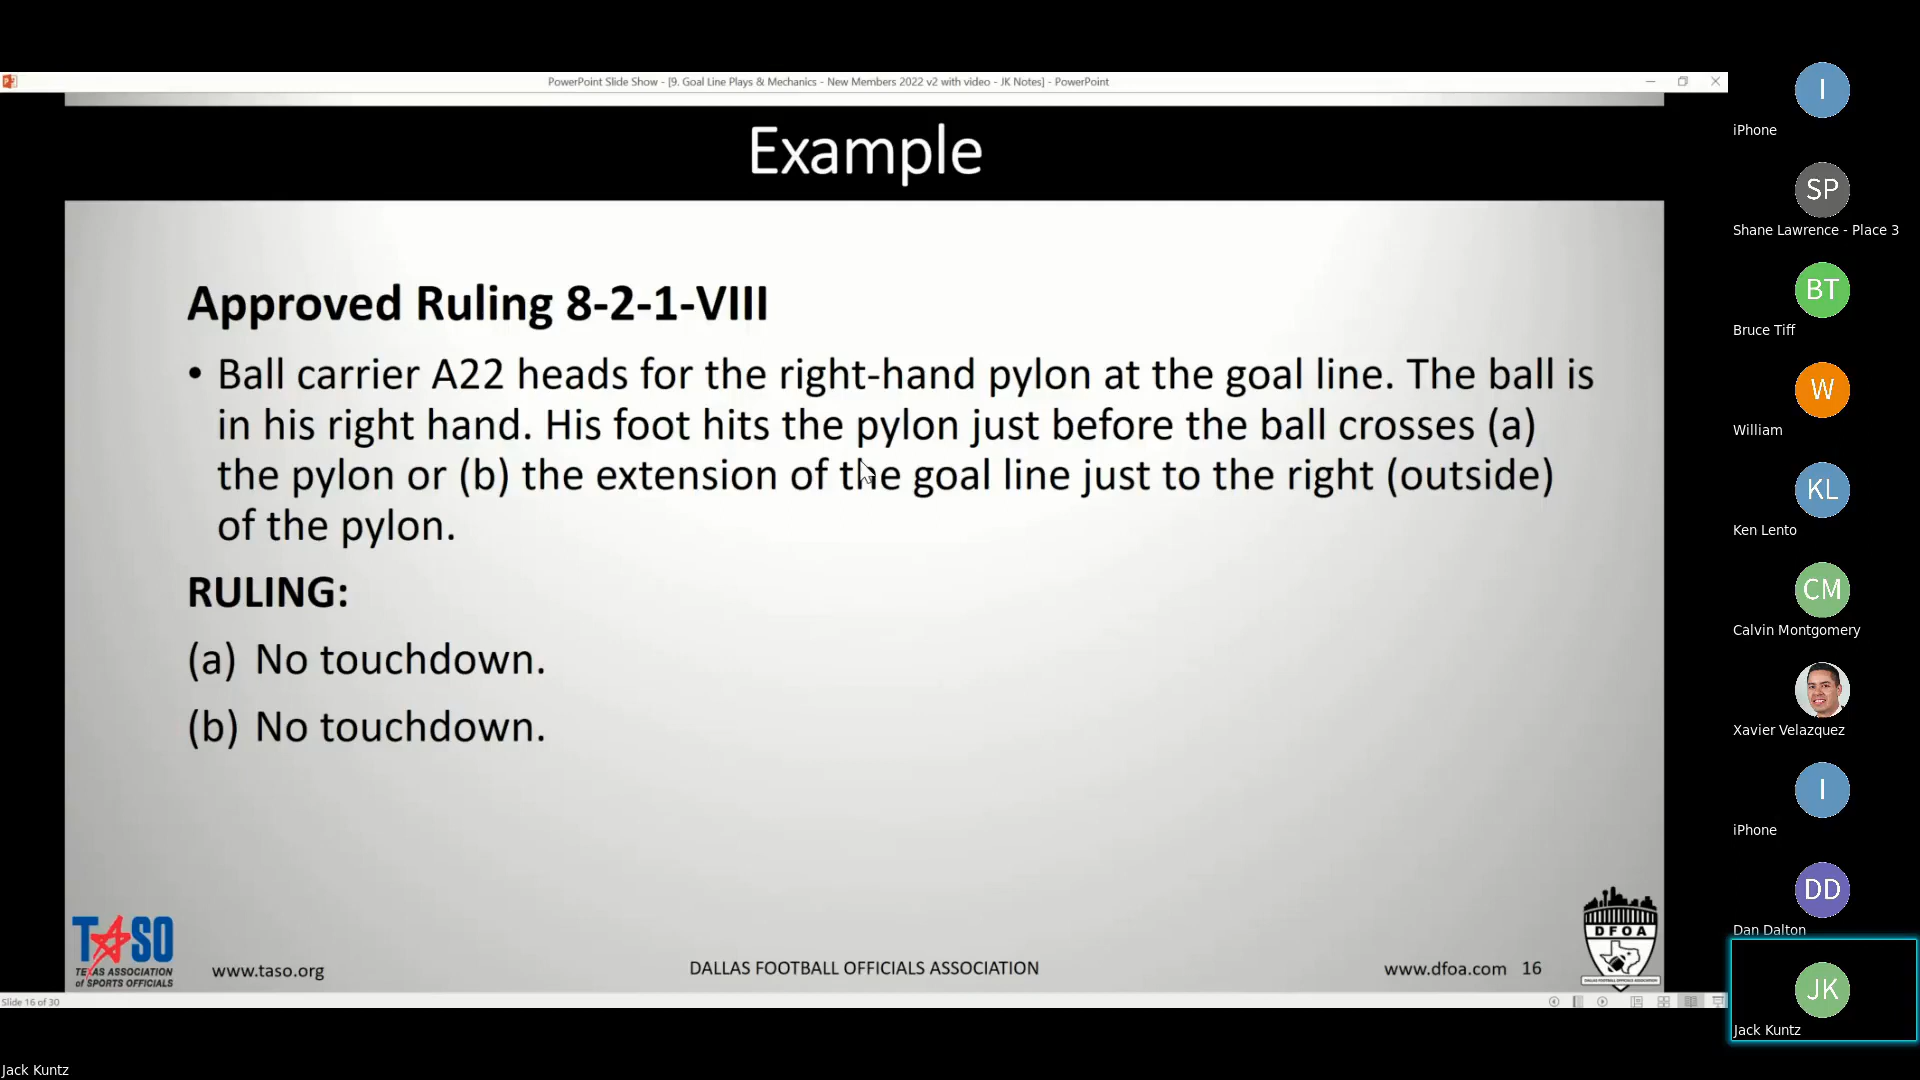 PowerPoint Slide Show - [9. Goal Line Plays & Mechanics - New Members 2022 v2 with video - JK Notes] - PowerPoint
Example
Approved Ruling 8-2-1-VIII
• Ball carrier A22 heads for the right-hand pylon at the goal line. The ball is
in his right hand. His foot hits the pylon just before the ball crosses (a)
the pylon or (b) the extension of the goal line just to the right (outside)
of the pylon.
RULING:
(a) No touchdown.
(b) No touchdown.
TASO
TEXAS ASSOCIATION
of SPORTS OFFICIALS
www.taso.org
DALLAS FOOTBALL OFFICIALS ASSOCIATION
www.dfoa.com 16
DFOA
DALLAS FOOTBALL OFFICIALS ASSOCIATION
Slide 16 of 30
I
iPhone
SP
Shane Lawrence - Place 3
BT
Bruce Tiff
W
William
KL
Ken Lento
CM
Calvin Montgomery
Xavier Velazquez
I
iPhone
DD
Dan Dalton
JK
Jack Kuntz
Jack Kuntz